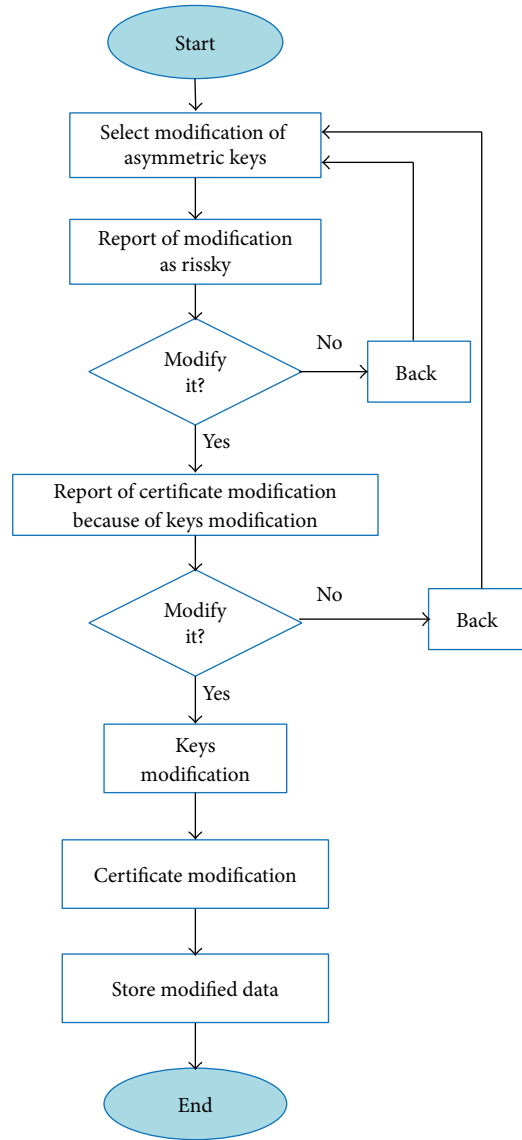 Start
Select modification of
asymmetric keys
Report of modification
as rissky
Modify
it?
No
Back
Yes
Report of certificate modification
because of keys modification
Modify
it?
No
Back
Yes
Keys
modification
Certificate modification
Store modified data
End